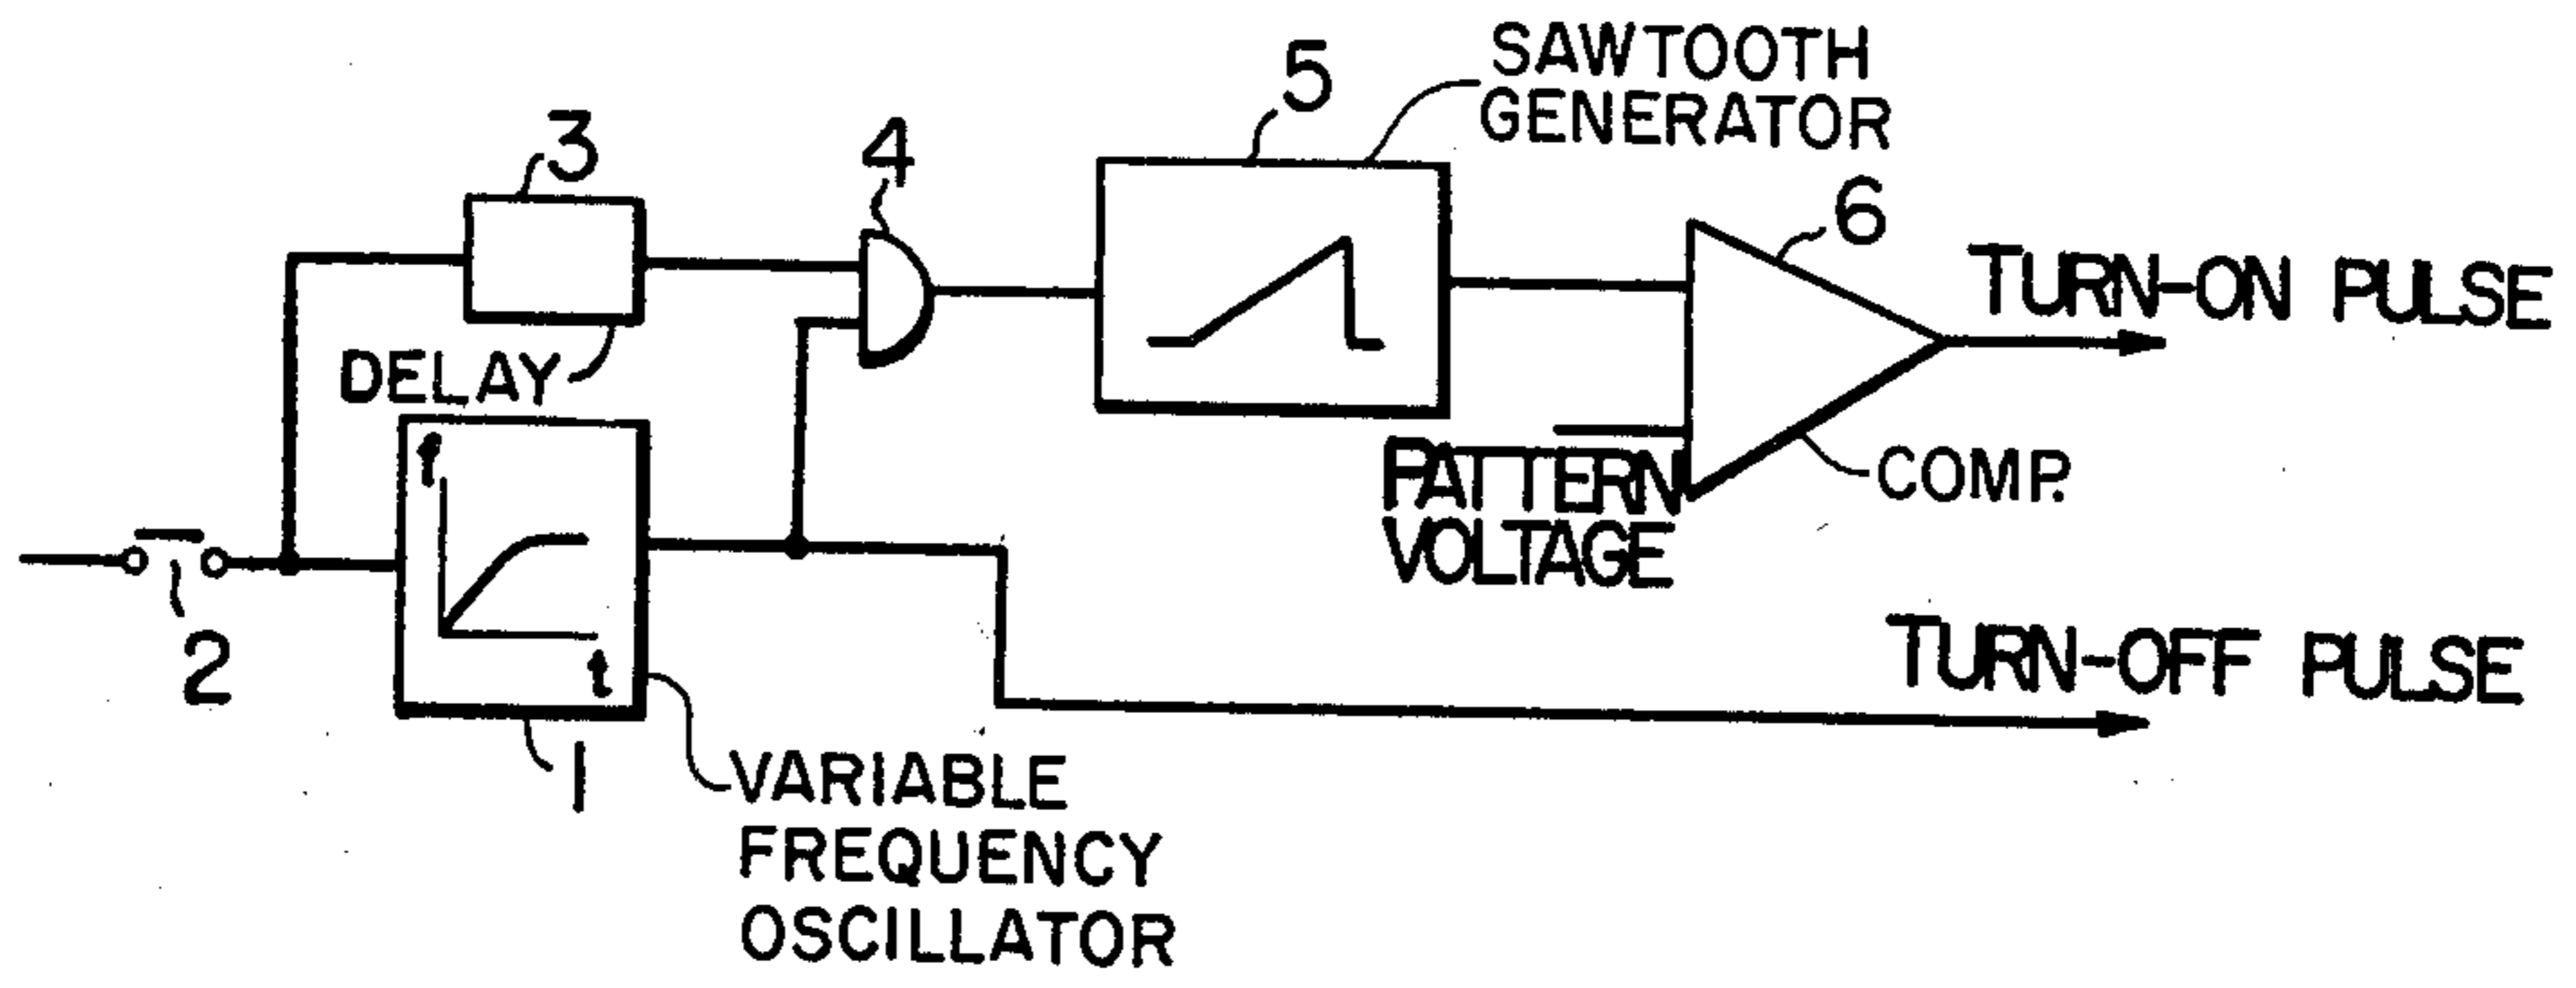 SAWTOOTH
GENERATOR
5
3
4
6
TURN-ON PULSE
DELAY
f
PATTERN
VOLTAGE
COMP.
2
t
TURN-OFF PULSE
1
VARIABLE
FREQUENCY
OSCILLATOR